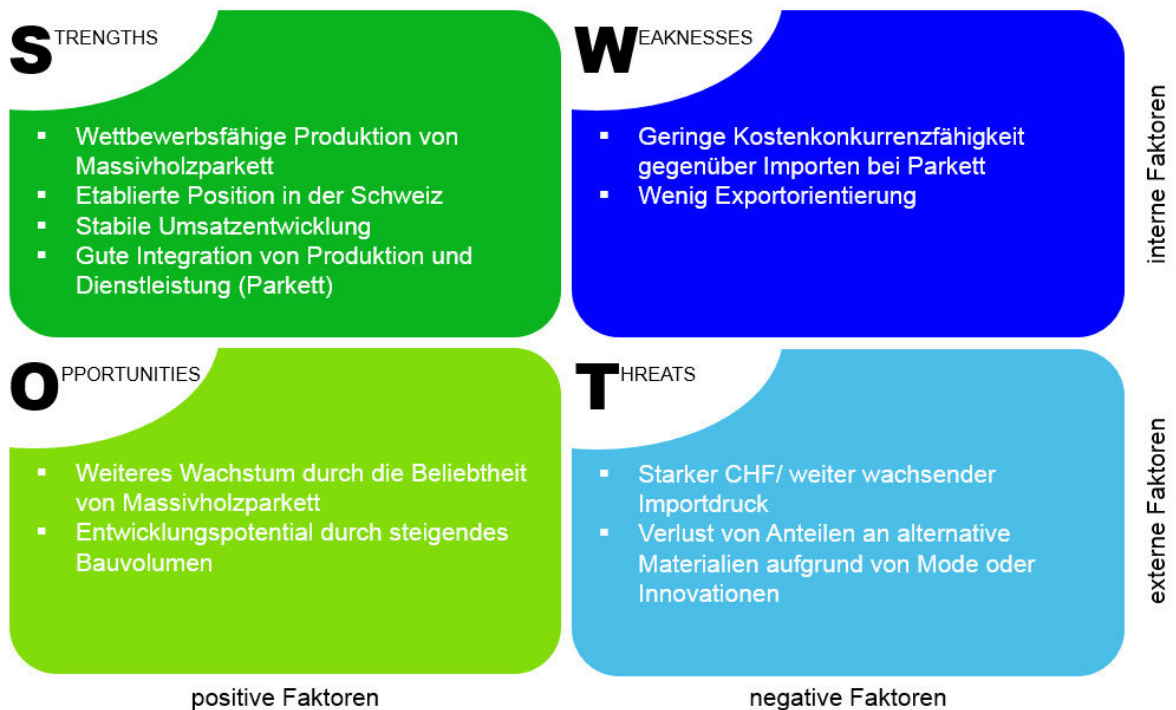 STRENGTHS
▪ Wettbewerbsfähige Produktion von
Massivholzparkett
▪ Etablierte Position in der Schweiz
▪ Stabile Umsatzentwicklung
▪ Gute Integration von Produktion und
Dienstleistung (Parkett)
WEAKNESSES
▪ Geringe Kostenkonkurrenzfähigkeit
gegenüber Importen bei Parkett
▪ Wenig Exportorientierung
interne Faktoren
OPPORTUNITIES
▪ Weiteres Wachstum durch die Beliebtheit
von Massivholzparkett
▪ Entwicklungspotential durch steigendes
Bauvolumen
THREATS
▪ Starker CHF/ weiter wachsender
Importdruck
▪ Verlust von Anteilen an alternative
Materialien aufgrund von Mode oder
Innovationen
externe Faktoren
positive Faktoren
negative Faktoren